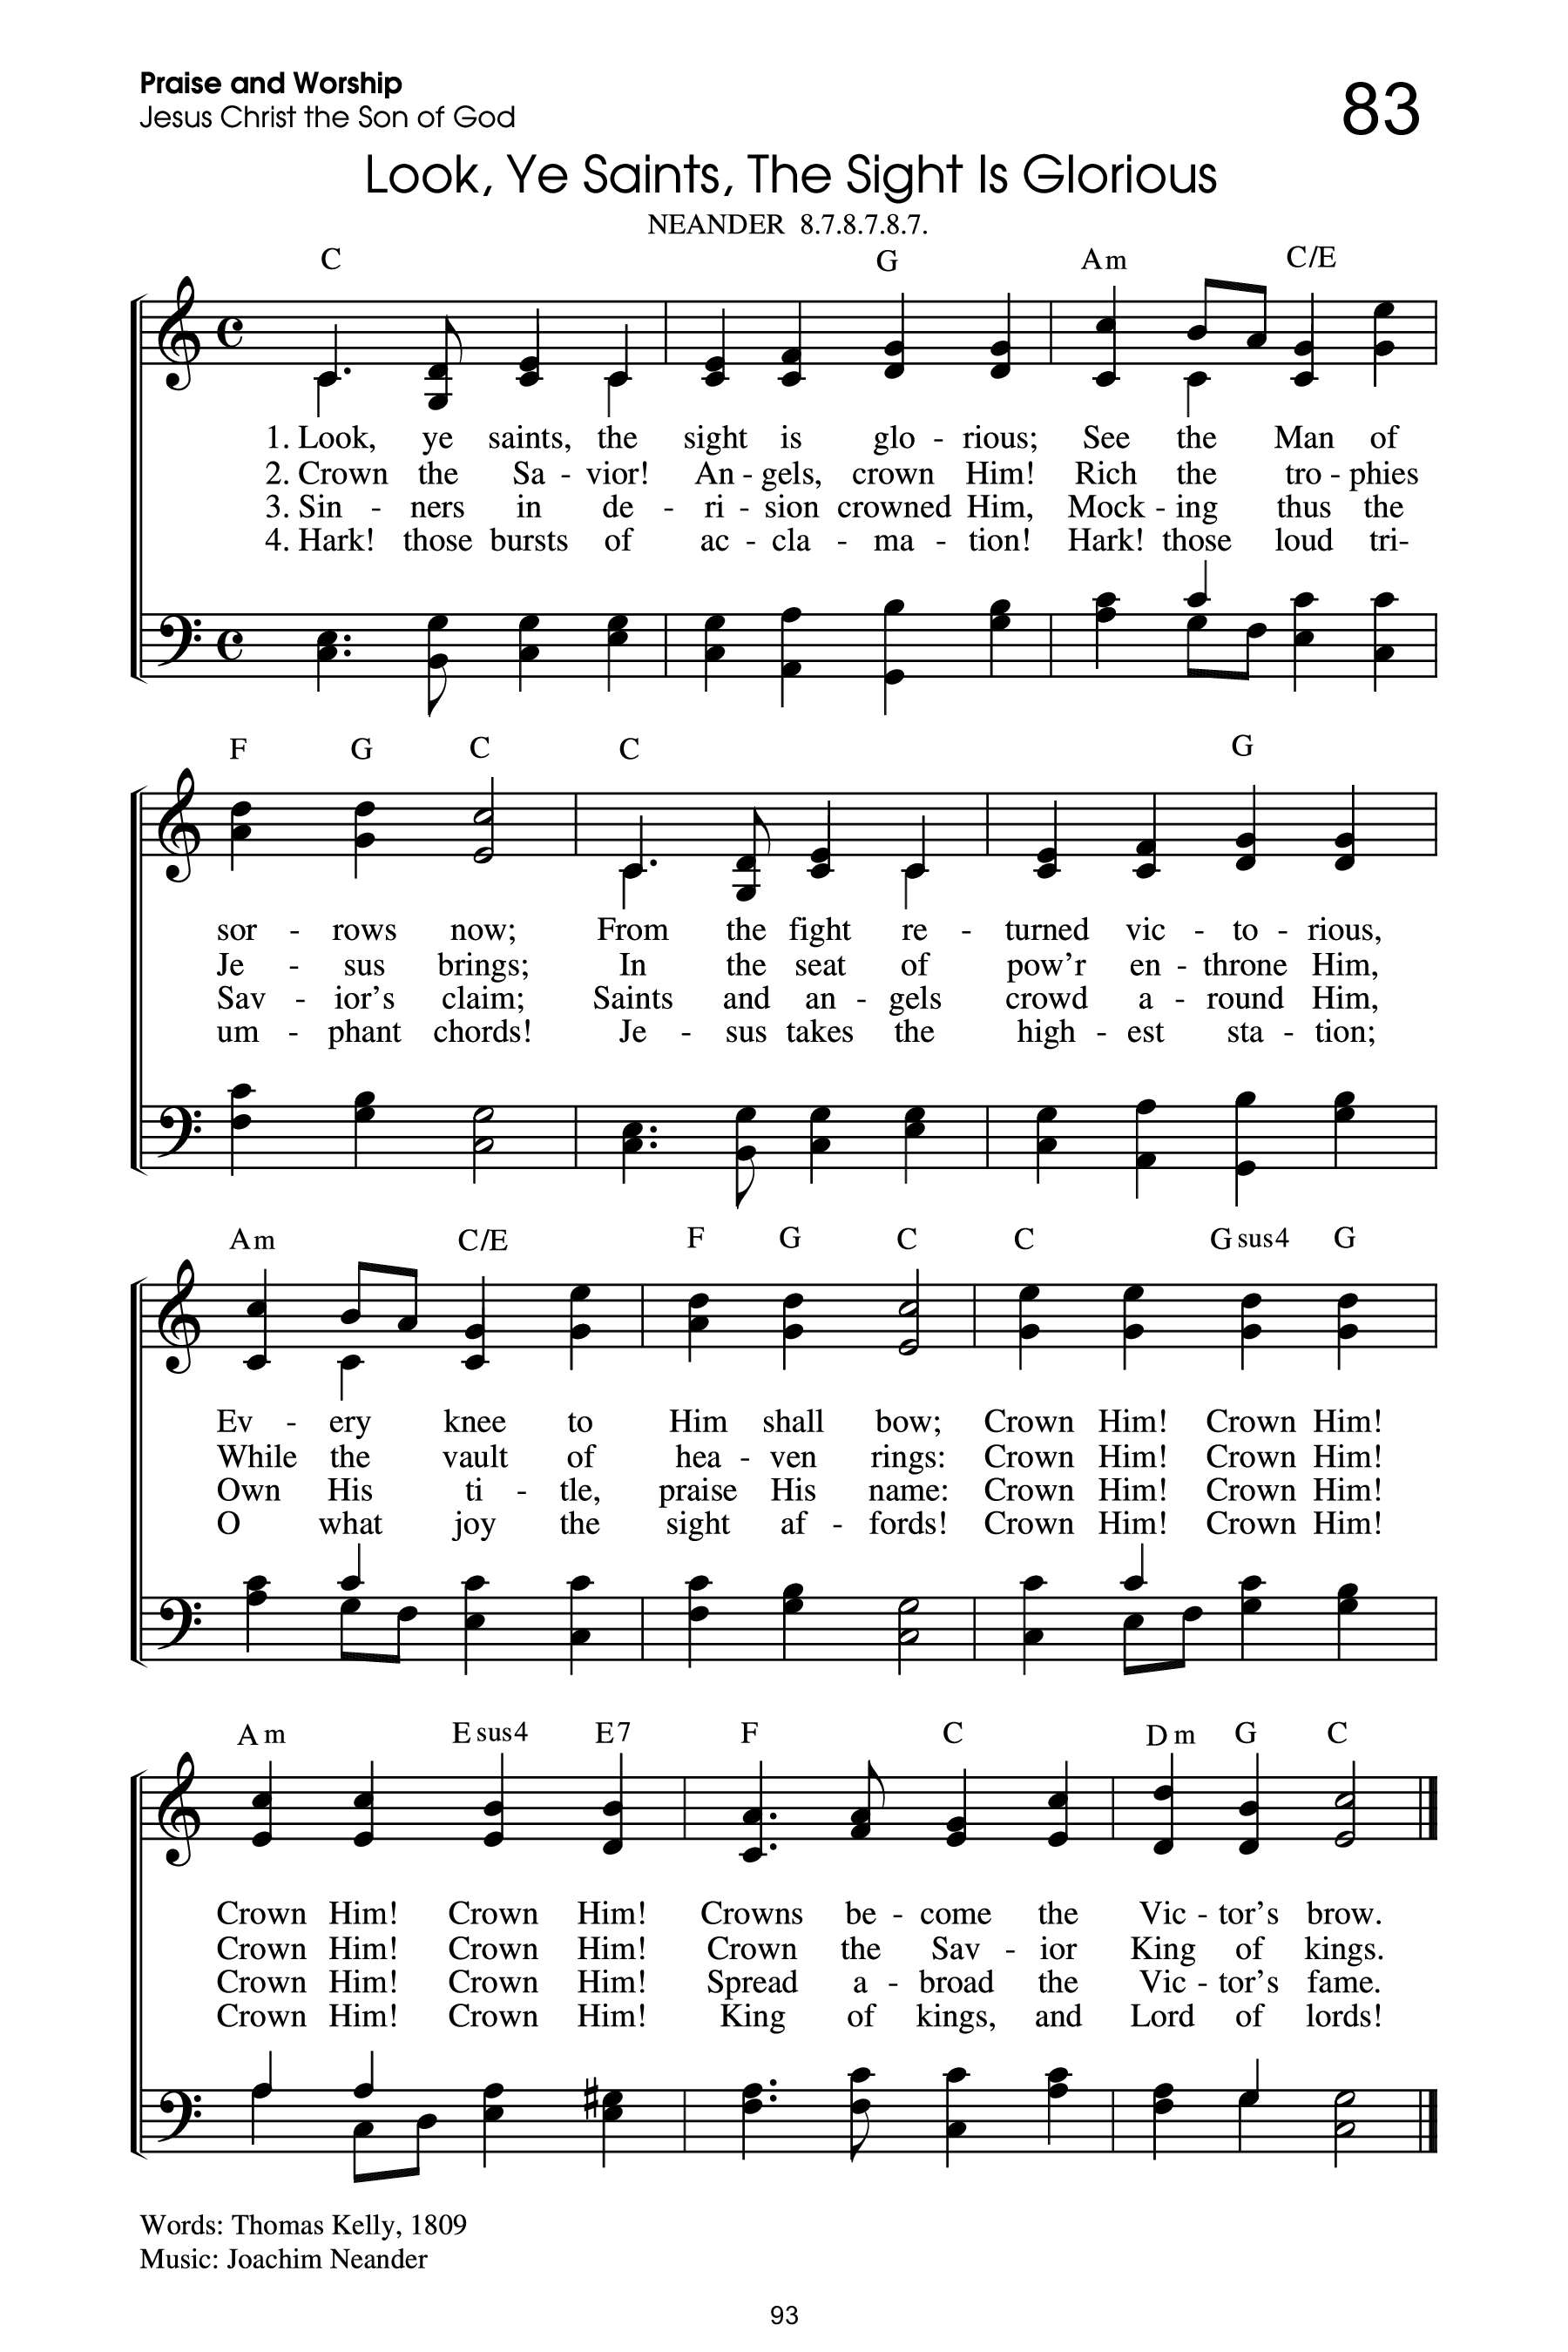 Praise and Worship
83
Jesus Christ the Son of God
Look, Ye Saints, The Sight Is Glorious
NEANDER 8.7.8.7.8.7.
C G Am C/E
1. Look, ye saints, the sight is glo - rious; See the Man of
2. Crown the Sa - vior! An - gels, crown Him! Rich the tro - phies
3. Sin - ners in de - ri - sion crowned Him, Mock - ing thus the
4. Hark! those bursts of ac - cla - ma - tion! Hark! those loud tri-
F G C C G
sor - rows now; From the fight re - turned vic - to - rious,
Je - sus brings; In the seat of pow'r en - throne Him,
Sav - ior's claim; Saints and an - gels crowd a - round Him,
um - phant chords! Je - sus takes the high - est sta - tion;
Am C/E F G C C Gsus4 G
Ev - ery knee to Him shall bow; Crown Him! Crown Him!
While the vault of hea - ven rings: Crown Him! Crown Him!
Own His ti - tle, praise His name: Crown Him! Crown Him!
O what joy the sight af - fords! Crown Him! Crown Him!
Am Esus4 E7 F C Dm G C
Crown Him! Crown Him! Crowns be - come the Vic - tor's brow.
Crown Him! Crown Him! Crown the Sav - ior King of kings.
Crown Him! Crown Him! Spread a - broad the Vic - tor's fame.
Crown Him! Crown Him! King of kings, and Lord of lords!
Words: Thomas Kelly, 1809
Music: Joachim Neander
93